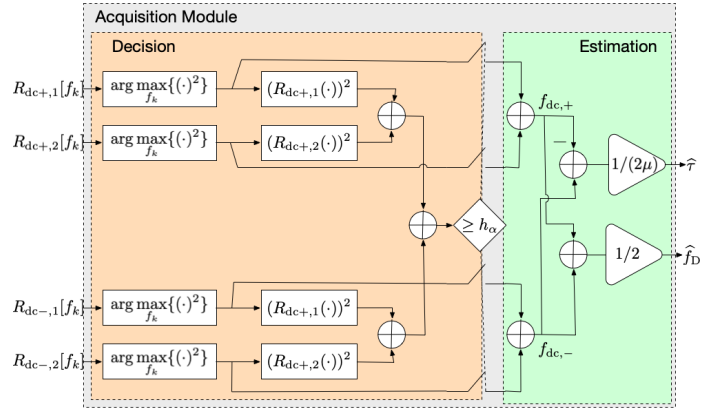 Acquisition Module
Decision
Estimation
R_{dc+,1}[f_k]
arg max_{f_k}{(·)^2}
(R_{dc+,1}(·))^2
R_{dc+,2}[f_k]
arg max_{f_k}{(·)^2}
(R_{dc+,2}(·))^2
f_{dc,+}
−
1/(2μ)
\hat{τ}
≥ h_α
1/2
\hat{f}_D
R_{dc−,1}[f_k]
arg max_{f_k}{(·)^2}
(R_{dc+,1}(·))^2
R_{dc−,2}[f_k]
arg max_{f_k}{(·)^2}
(R_{dc+,2}(·))^2
f_{dc,−}